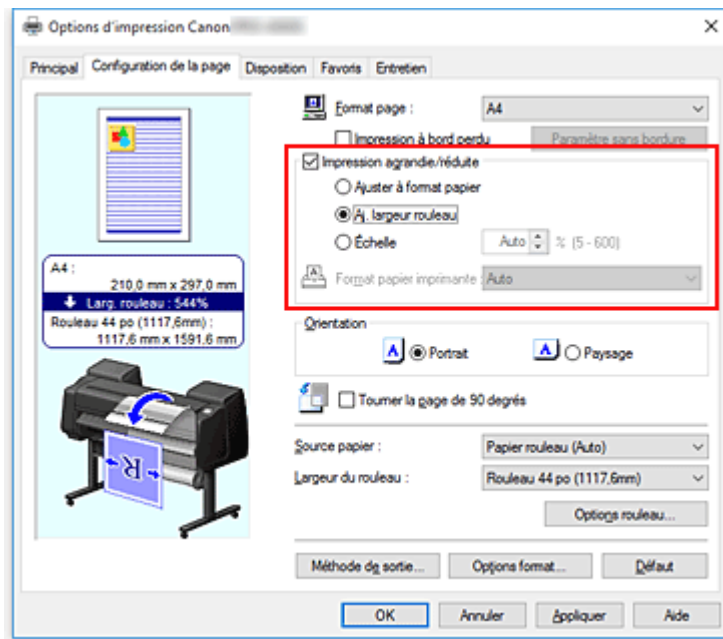 Options d'impression Canon
Principal Configuration de la page Disposition Favoris Entretien
Format page : A4
Impression à bord perdu Paramètre sans bordure
Impression agrandie/réduite
Ajuster à format papier
Aj. largeur rouleau
Échelle Auto % (5 - 600)
Format papier imprimante : Auto
A4 :
210,0 mm x 297,0 mm
Larg. rouleau : 544%
Rouleau 44 po (1117,6mm) :
1117,6 mm x 1591,6 mm
R
Orientation
A Portrait A Paysage
Tourner la page de 90 degrés
Source papier : Papier rouleau (Auto)
Largeur du rouleau : Rouleau 44 po (1117,6mm)
Options rouleau...
Méthode de sortie... Options format... Défaut
OK Annuler Appliquer Aide